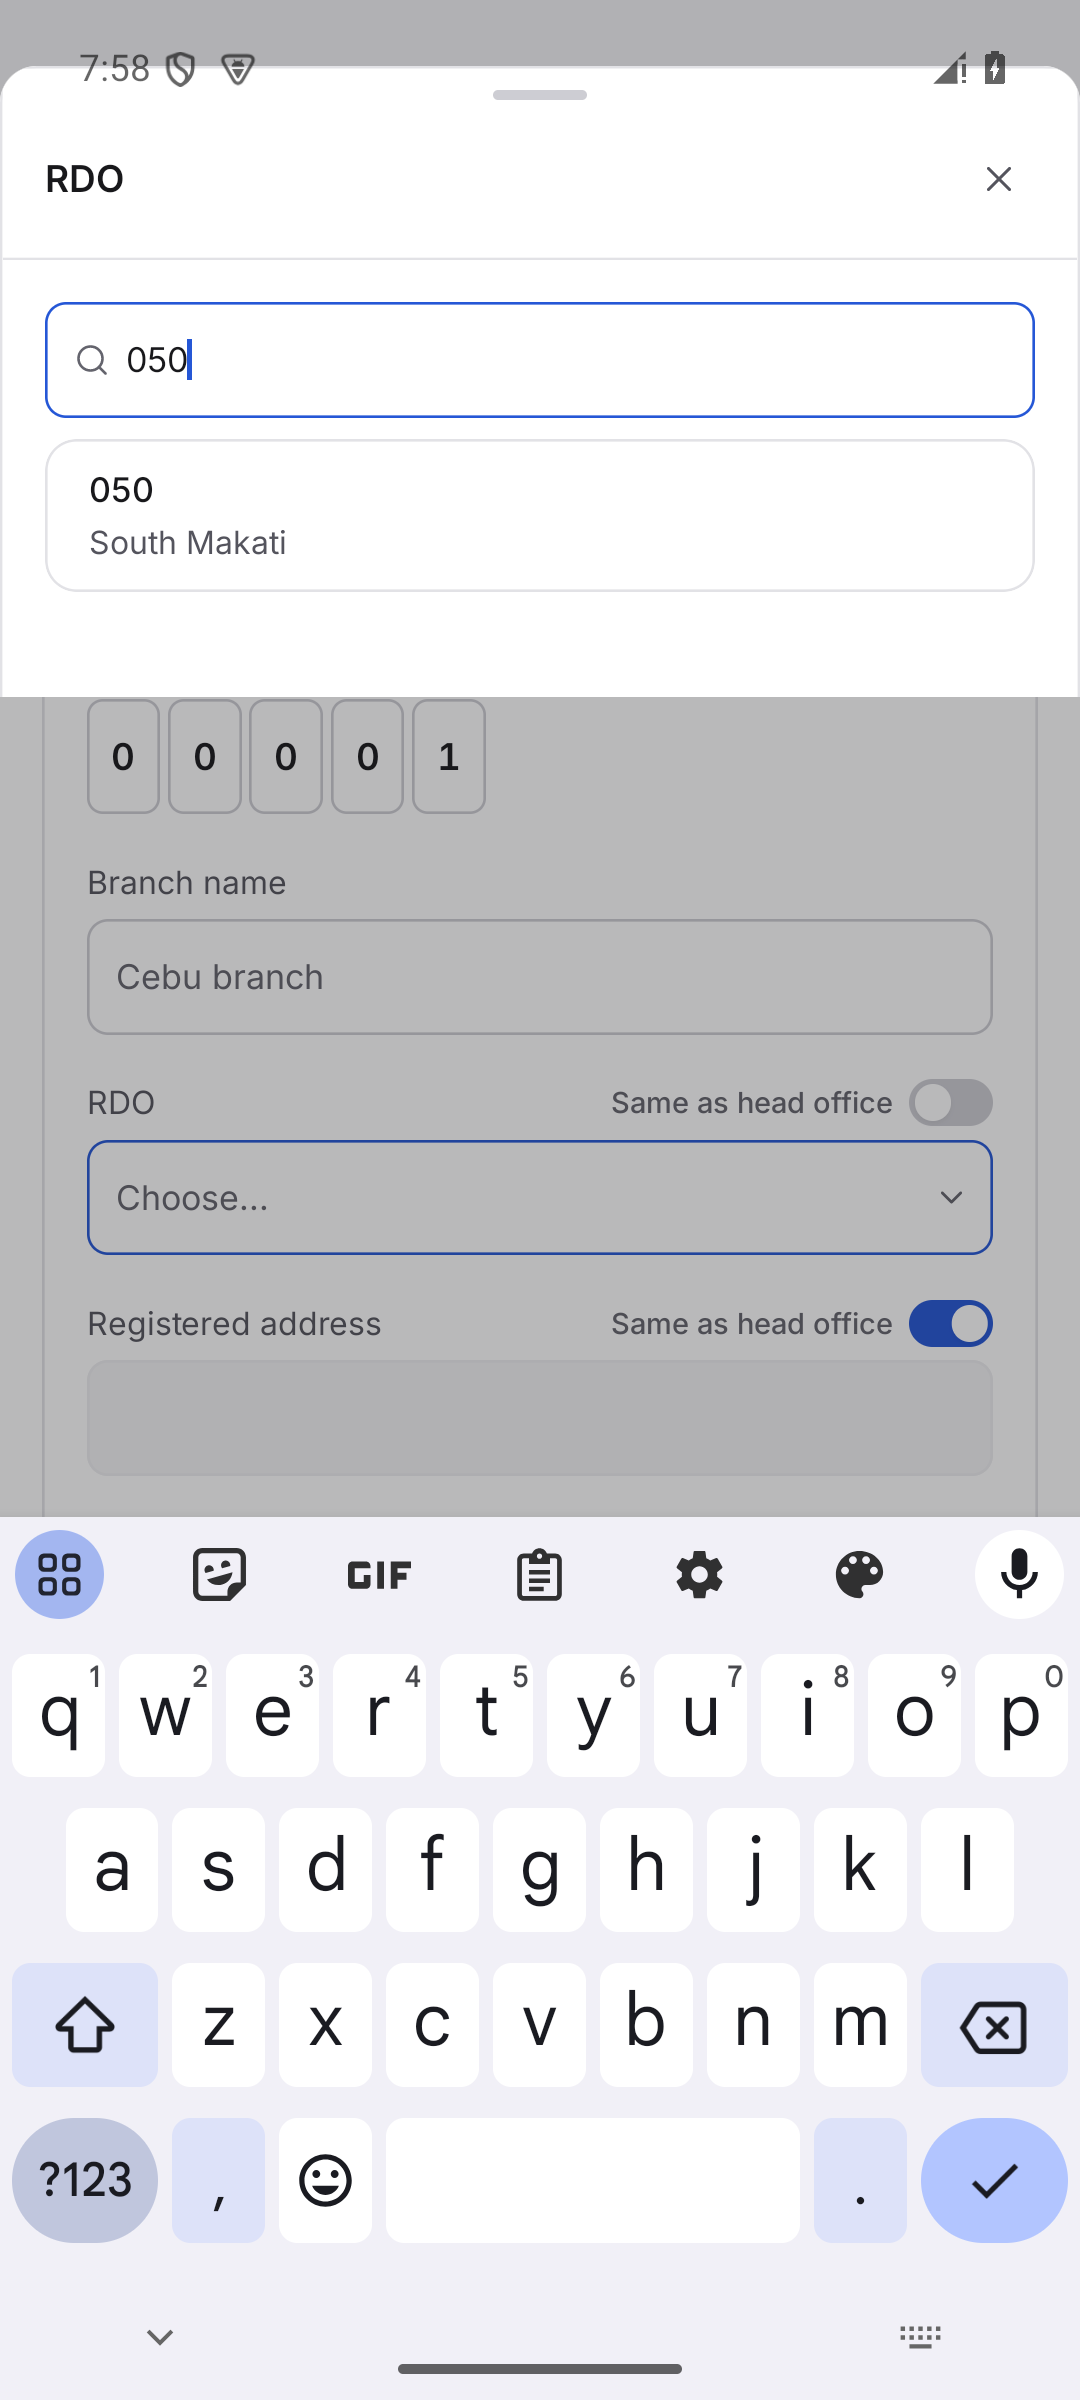 7:58
RDO
050
050
South Makati
0 0 0 0 1
Branch name
Cebu branch
RDO
Same as head office
Choose...
Registered address
Same as head office
GIF
q 1 w 2 e 3 r 4 t 5 y 6 u 7 i 8 o 9 p 0
a s d f g h j k l
z x c v b n m
?123 , .